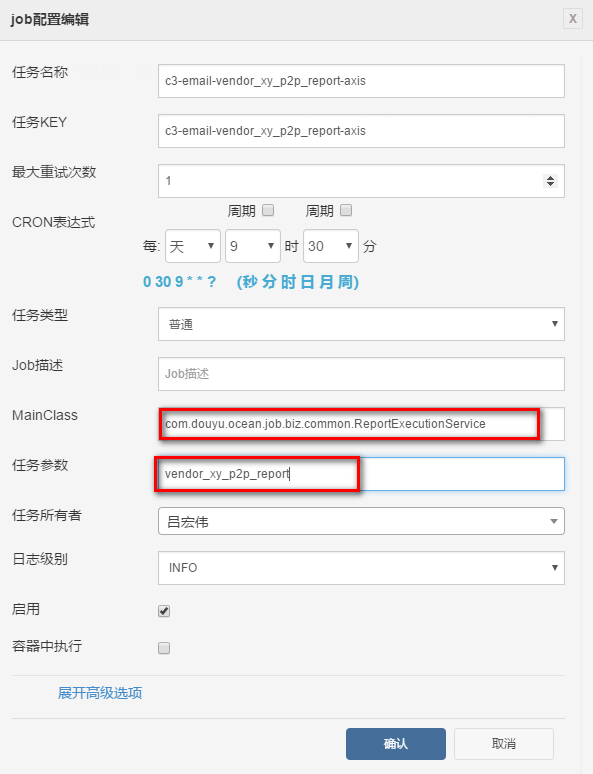 job配置编辑
X
任务名称
c3-email-vendor_xy_p2p_report-axis
任务KEY
c3-email-vendor_xy_p2p_report-axis
最大重试次数
1
周期 周期
CRON表达式
每: 天 9 时 30 分
0 30 9 * * ? (秒 分 时 日 月 周)
任务类型
普通
Job描述
Job描述
MainClass
com.douyu.ocean.job.biz.common.ReportExecutionService
任务参数
vendor_xy_p2p_report
任务所有者
吕宏伟
日志级别
INFO
启用
容器中执行
展开高级选项
确认 取消